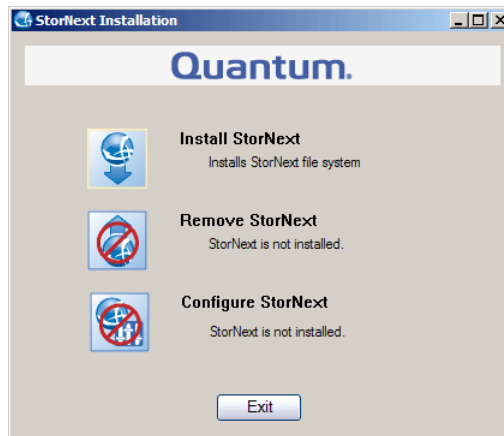 StorNext Installation
Quantum.
Install StorNext
Installs StorNext file system
Remove StorNext
StorNext is not installed.
Configure StorNext
StorNext is not installed.
Exit